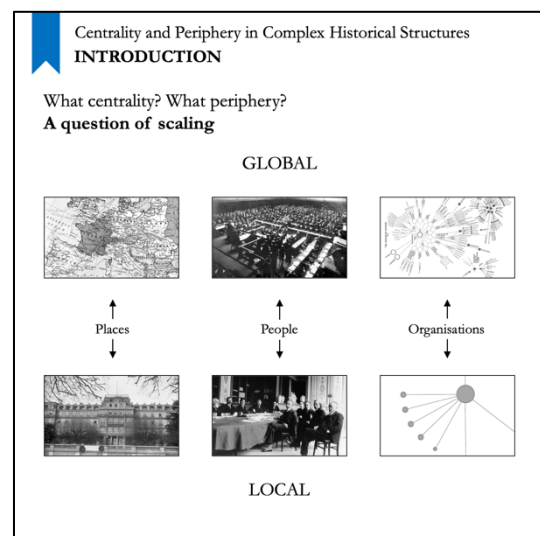 Centrality and Periphery in Complex Historical Structures
INTRODUCTION
What centrality? What periphery?
A question of scaling
GLOBAL
Places
People
Organisations
LOCAL